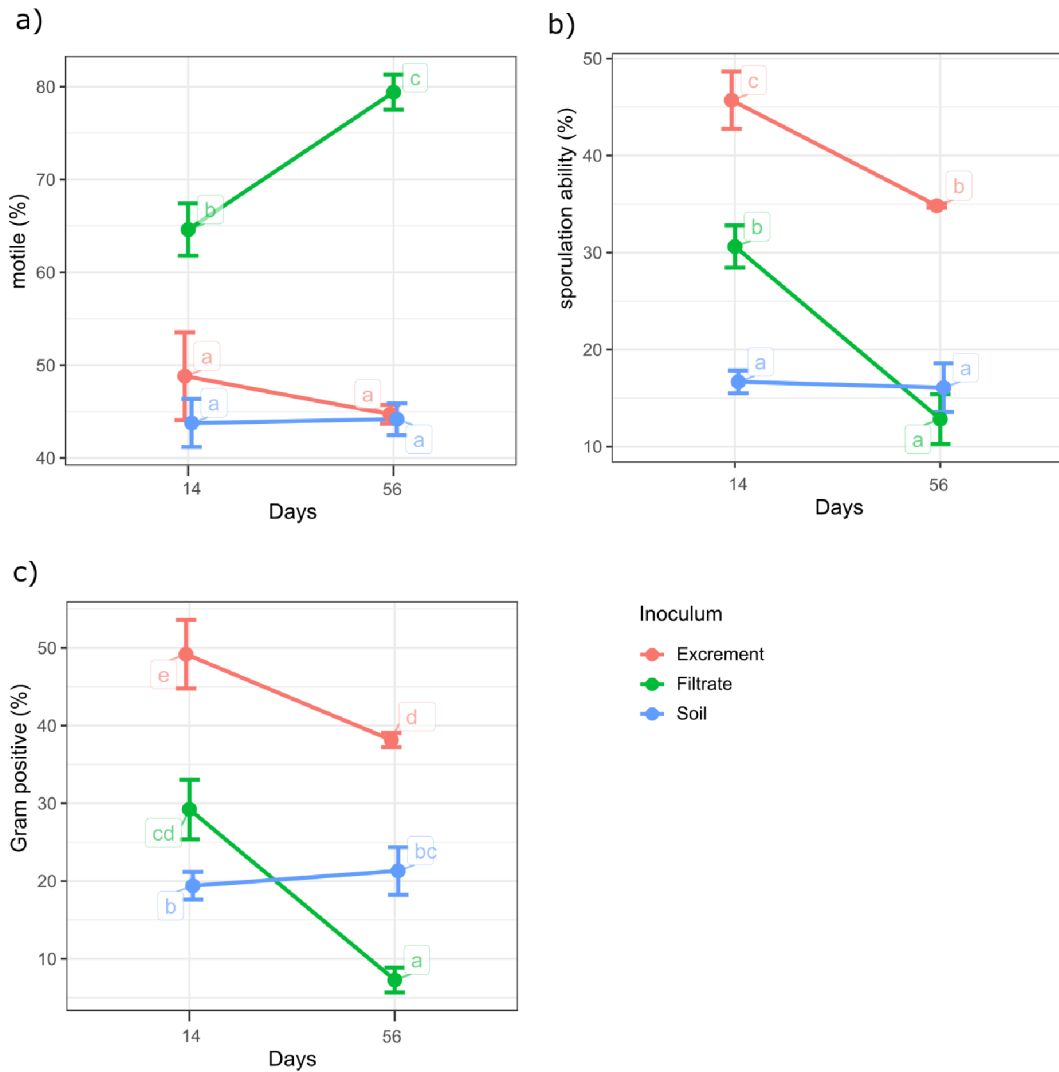 a)
motile (%)
80
70
60
50
40
c
b
a
a
a
a
14
56
Days
b)
sporulation ability (%)
50
40
30
20
10
c
b
b
a
a
a
14
56
Days
c)
Gram positive (%)
50
40
30
20
10
e
d
cd
bc
b
a
14
56
Days
Inoculum
Excrement
Filtrate
Soil